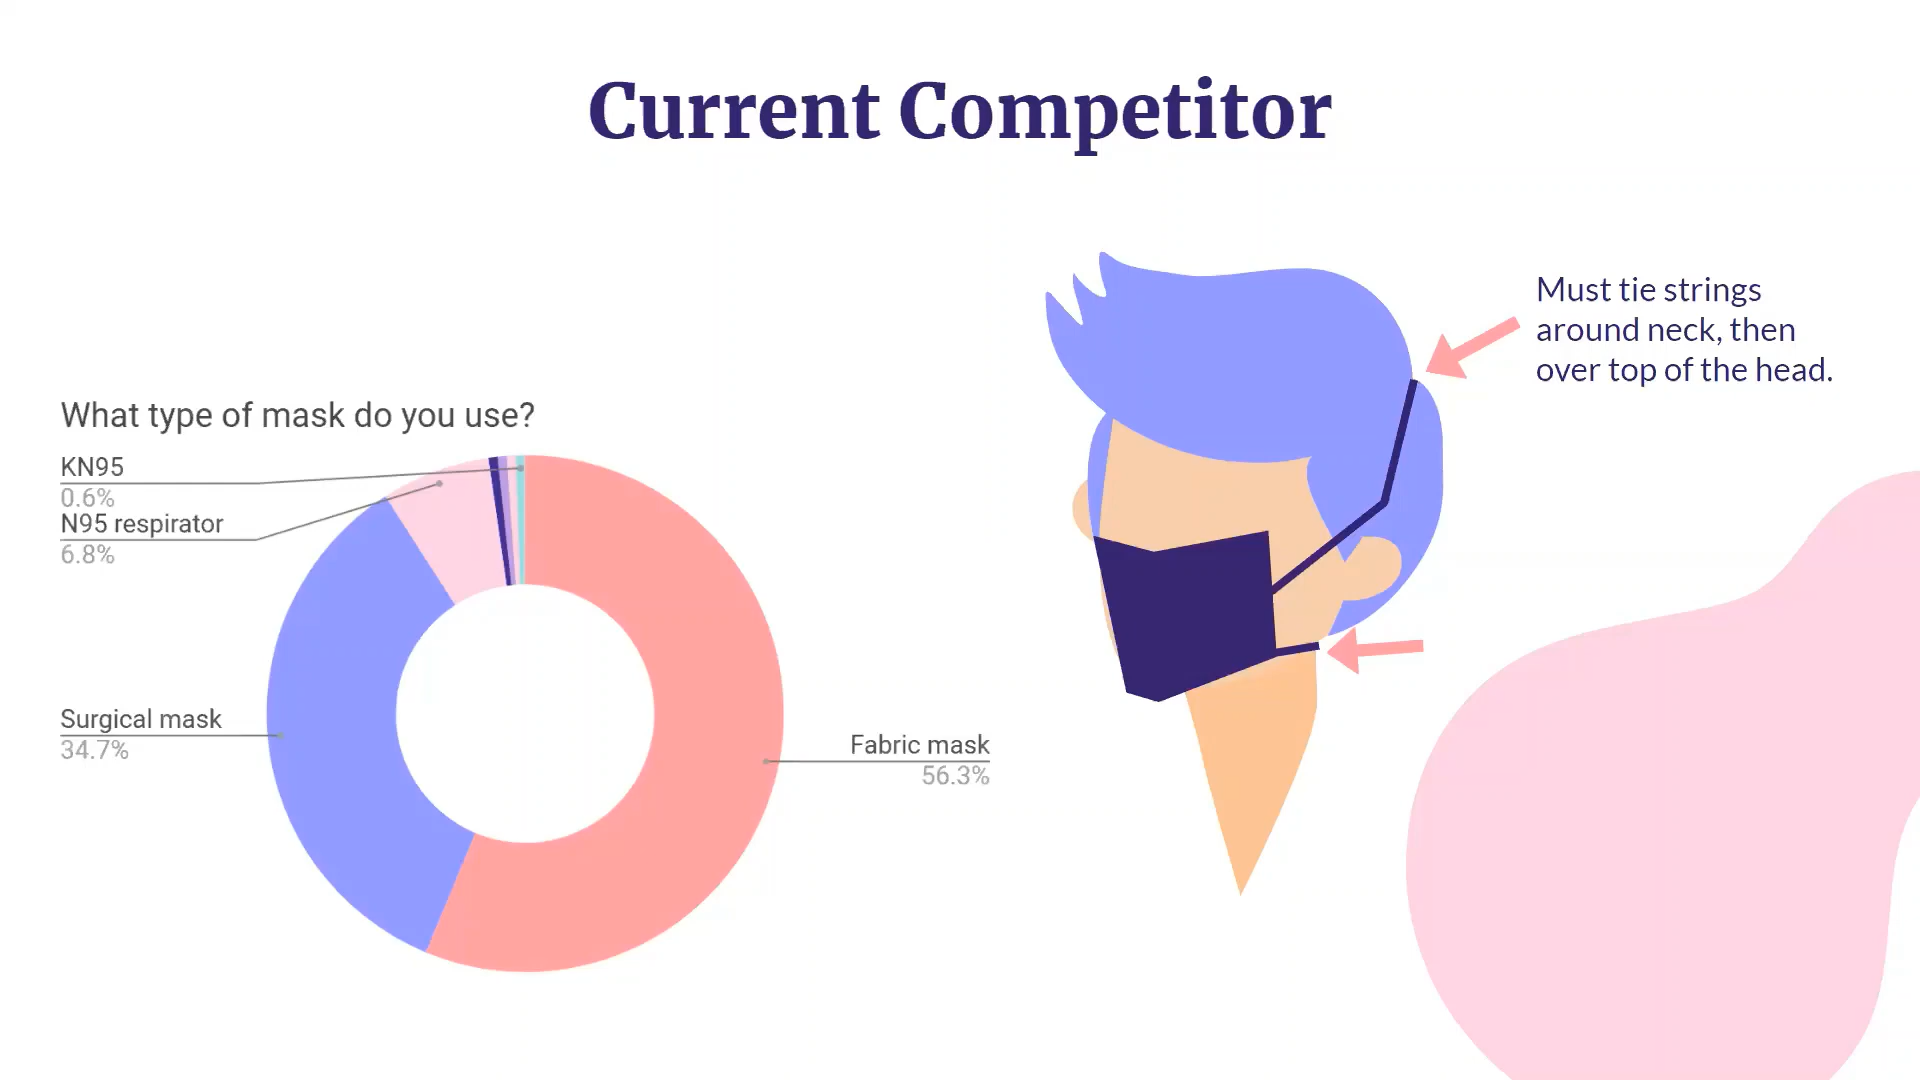 Current Competitor
Must tie strings
around neck, then
over top of the head.
What type of mask do you use?
KN95
0.6%
N95 respirator
6.8%
Surgical mask
34.7%
Fabric mask
56.3%